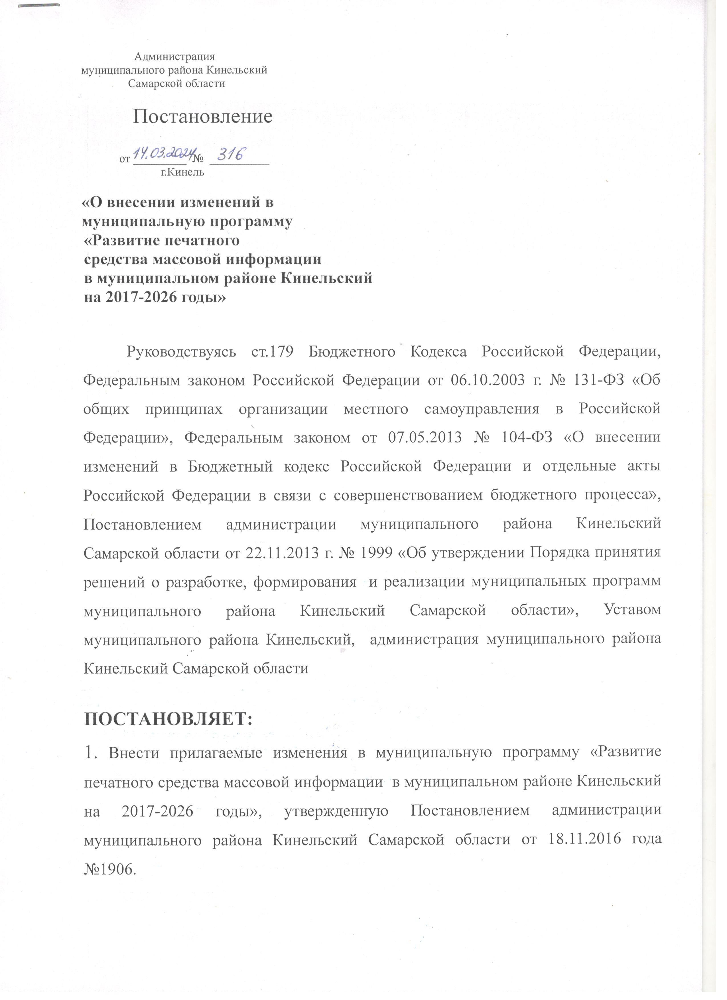 Администрация
муниципального района Кинельский
Самарской области
Постановление
от 14.03.2024 № 316
г.Кинель
«О внесении изменений в
муниципальную программу
«Развитие печатного
средства массовой информации
в муниципальном районе Кинельский
на 2017-2026 годы»
Руководствуясь ст.179 Бюджетного Кодекса Российской Федерации,
Федеральным законом Российской Федерации от 06.10.2003 г. № 131-ФЗ «Об
общих принципах организации местного самоуправления в Российской
Федерации», Федеральным законом от 07.05.2013 № 104-ФЗ «О внесении
изменений в Бюджетный кодекс Российской Федерации и отдельные акты
Российской Федерации в связи с совершенствованием бюджетного процесса»,
Постановлением администрации муниципального района Кинельский
Самарской области от 22.11.2013 г. № 1999 «Об утверждении Порядка принятия
решений о разработке, формирования и реализации муниципальных программ
муниципального района Кинельский Самарской области», Уставом
муниципального района Кинельский, администрация муниципального района
Кинельский Самарской области
ПОСТАНОВЛЯЕТ:
1. Внести прилагаемые изменения в муниципальную программу «Развитие
печатного средства массовой информации в муниципальном районе Кинельский
на 2017-2026 годы», утвержденную Постановлением администрации
муниципального района Кинельский Самарской области от 18.11.2016 года
№1906.